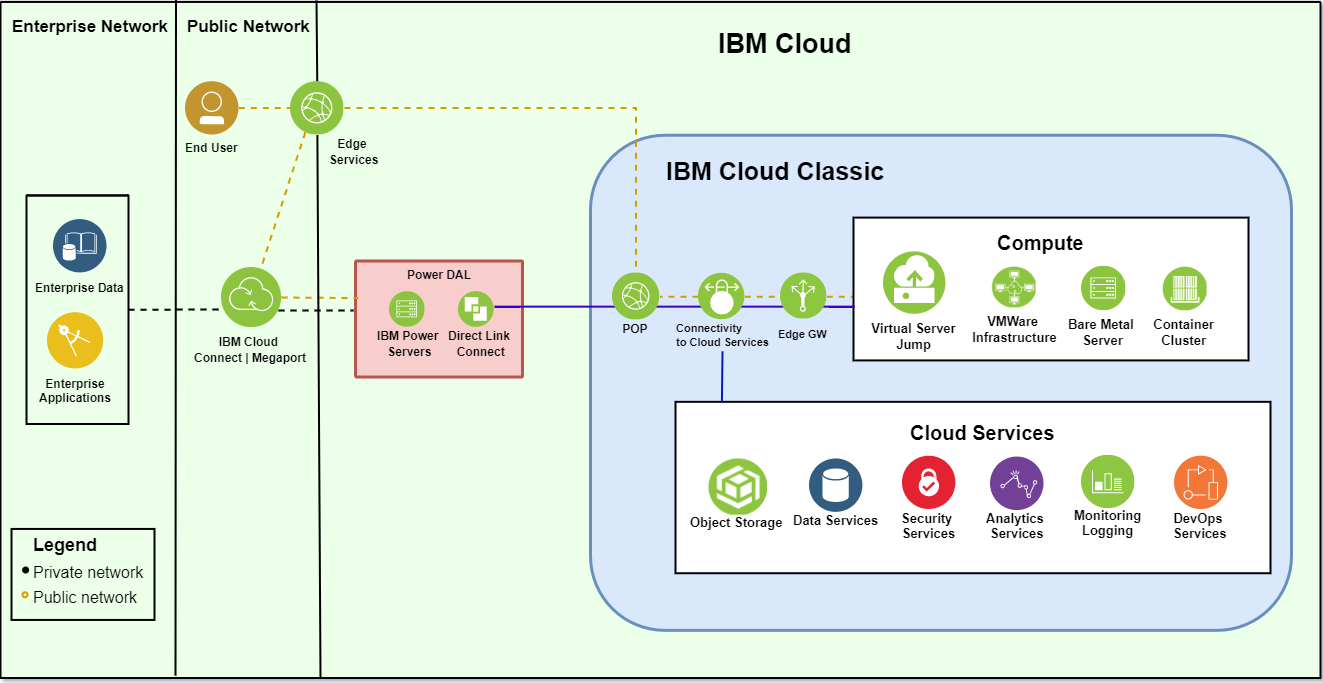 Enterprise Network
Public Network
IBM Cloud
End User
Edge
Services
IBM Cloud Classic
Enterprise Data
Enterprise
Applications
IBM Cloud
Connect | Megaport
Power DAL
IBM Power
Servers
Direct Link
Connect
POP
Connectivity
to Cloud Services
Edge GW
Compute
Virtual Server
Jump
VMWare
Infrastructure
Bare Metal
Server
Container
Cluster
Cloud Services
Object Storage
Data Services
Security
Services
Analytics
Services
Monitoring
Logging
DevOps
Services
Legend
Private network
Public network